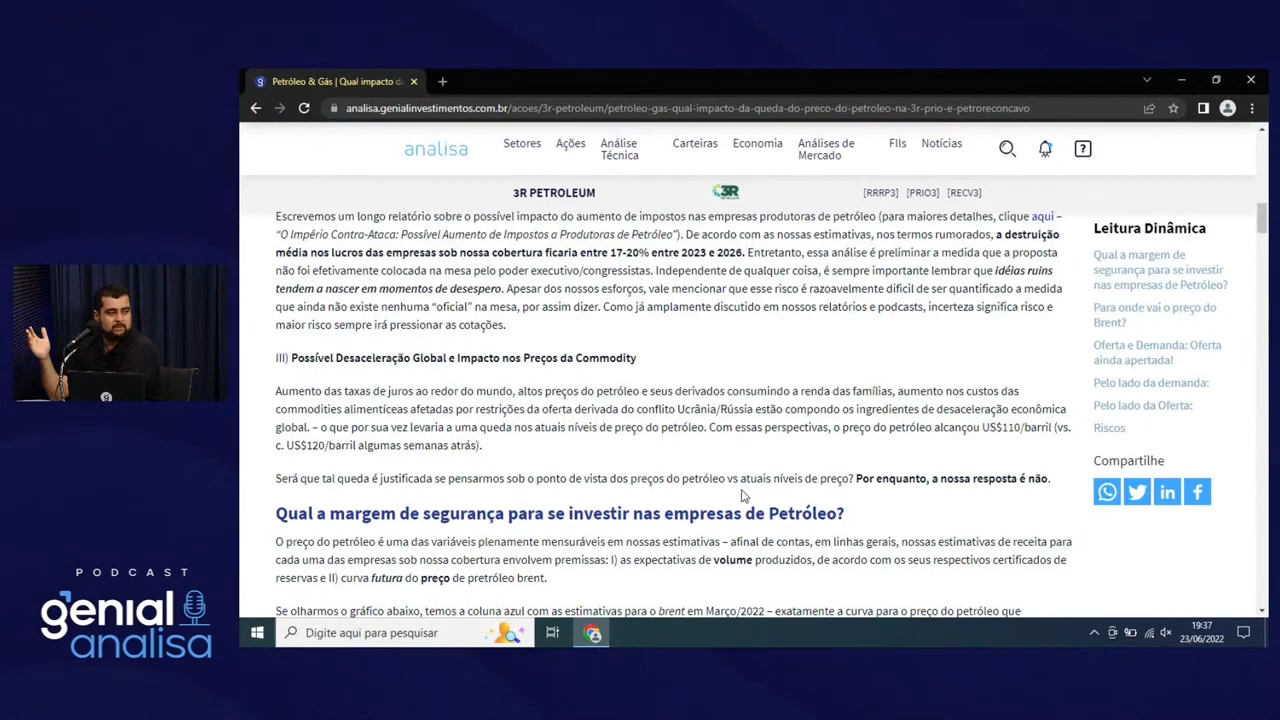 Petróleo & Gás | Qual impacto da
analisa.genialinvestimentos.com.br/acoes/3r-petroleum/petroleo-gas-qual-impacto-da-queda-do-preco-do-petroleo-na-3r-prio-e-petroreconcavo
analisa
Setores
Ações
Análise
Técnica
Carteiras
Economia
Análises de
Mercado
FIIs
Notícias
3R PETROLEUM
3R
[RRRP3] [PRIO3] [RECV3]
Escrevemos um longo relatório sobre o possível impacto do aumento de impostos nas empresas produtoras de petróleo (para maiores detalhes, clique aqui –
“O Império Contra-Ataca: Possível Aumento de Impostos a Produtoras de Petróleo”). De acordo com as nossas estimativas, nos termos rumorados, a destruição
média nos lucros das empresas sob nossa cobertura ficaria entre 17-20% entre 2023 e 2026. Entretanto, essa análise é preliminar a medida que a proposta
não foi efetivamente colocada na mesa pelo poder executivo/congressistas. Independente de qualquer coisa, é sempre importante lembrar que idéias ruins
tendem a nascer em momentos de desespero. Apesar dos nossos esforços, vale mencionar que esse risco é razoavelmente difícil de ser quantificado a medida
que ainda não existe nenhuma “oficial” na mesa, por assim dizer. Como já amplamente discutido em nossos relatórios e podcasts, incerteza significa risco e
maior risco sempre irá pressionar as cotações.
III) Possível Desaceleração Global e Impacto nos Preços da Commodity
Aumento das taxas de juros ao redor do mundo, altos preços do petróleo e seus derivados consumindo a renda das famílias, aumento nos custos das
commodities alimentíceas afetadas por restrições da oferta derivada do conflito Ucrânia/Rússia estão compondo os ingredientes de desaceleração econômica
global. – o que por sua vez levaria a uma queda nos atuais níveis de preço do petróleo. Com essas perspectivas, o preço do petróleo alcançou US$110/barril (vs.
c. US$120/barril algumas semanas atrás).
Será que tal queda é justificada se pensarmos sob o ponto de vista dos preços do petróleo vs atuais níveis de preço? Por enquanto, a nossa resposta é não.
Qual a margem de segurança para se investir nas empresas de Petróleo?
O preço do petróleo é uma das variáveis plenamente mensuráveis em nossas estimativas – afinal de contas, em linhas gerais, nossas estimativas de receita para
cada uma das empresas sob nossa cobertura envolvem premissas: I) as expectativas de volume produzidos, de acordo com os seus respectivos certificados de
reservas e II) curva futura do preço de pretróleo brent.
Se olharmos o gráfico abaixo, temos a coluna azul com as estimativas para o brent em Março/2022 – exatamente a curva para o preço do petróleo que
Leitura Dinâmica
Qual a margem de
segurança para se investir
nas empresas de Petróleo?
Para onde vai o preço do
Brent?
Oferta e Demanda: Oferta
ainda apertada!
Pelo lado da demanda:
Pelo lado da Oferta:
Riscos
Compartilhe
PODCAST
genial
analisa
Digite aqui para pesquisar
19:37
23/06/2022